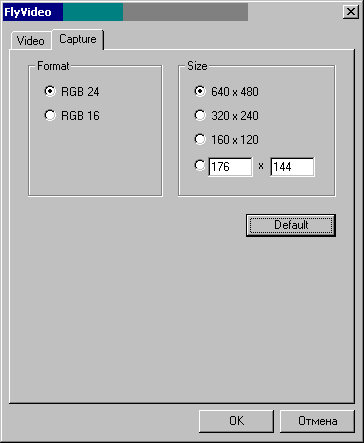 FlyVideo
Video Capture
Format
RGB 24
RGB 16
Size
640 x 480
320 x 240
160 x 120
176 x 144
Default
OK Отмена